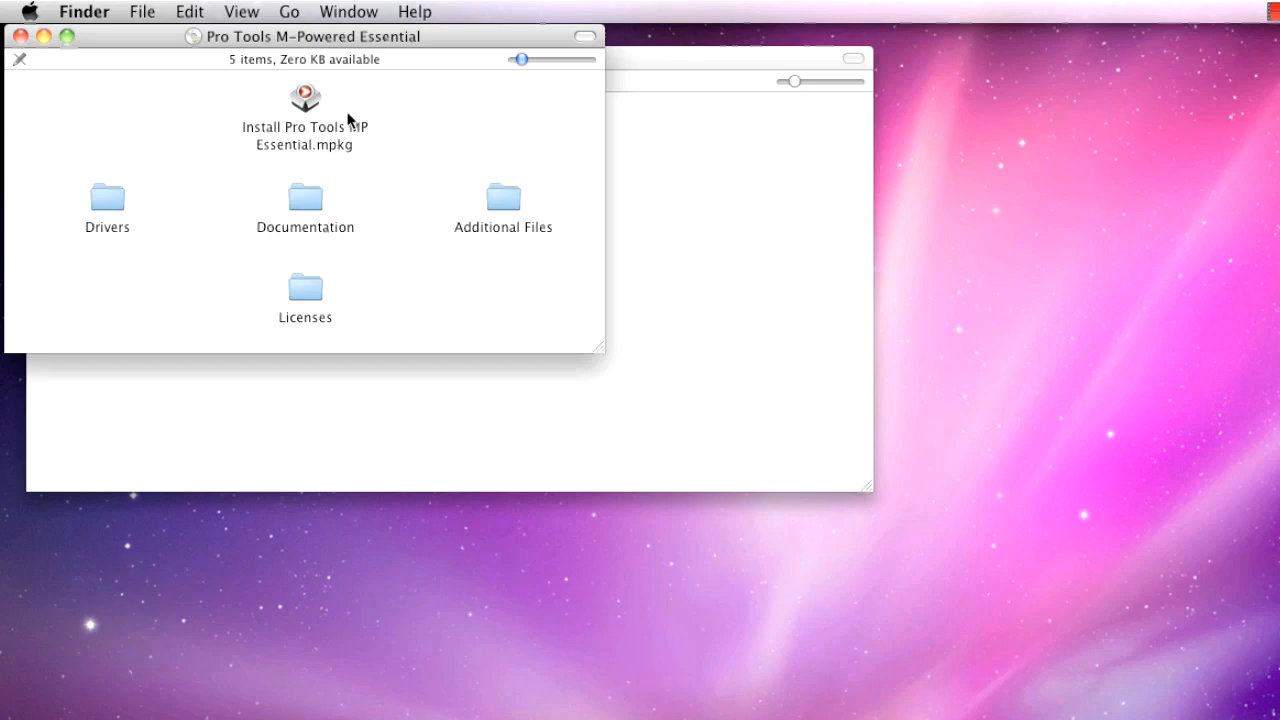 Finder File Edit View Go Window Help
Pro Tools M-Powered Essential
5 items, Zero KB available
Install Pro Tools MP
Essential.mpkg
Drivers
Documentation
Additional Files
Licenses